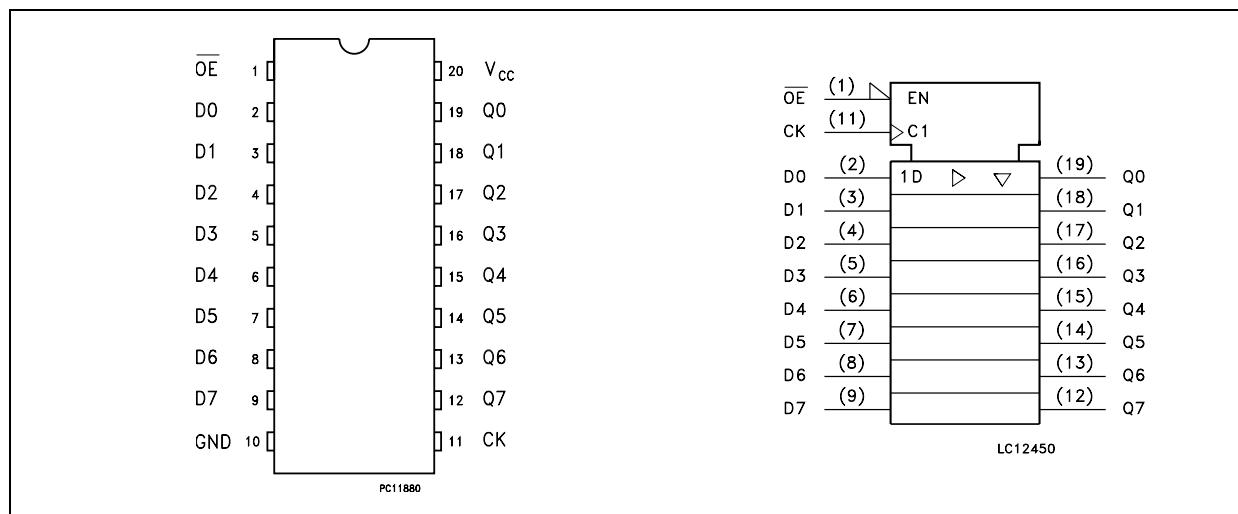 O̅E̅ 1 20 VCC
D0 2 19 Q0
D1 3 18 Q1
D2 4 17 Q2
D3 5 16 Q3
D4 6 15 Q4
D5 7 14 Q5
D6 8 13 Q6
D7 9 12 Q7
GND 10 11 CK
PC11880
O̅E̅ (1) EN
CK (11) C1
D0 (2) 1D (19) Q0
D1 (3) (18) Q1
D2 (4) (17) Q2
D3 (5) (16) Q3
D4 (6) (15) Q4
D5 (7) (14) Q5
D6 (8) (13) Q6
D7 (9) (12) Q7
LC12450